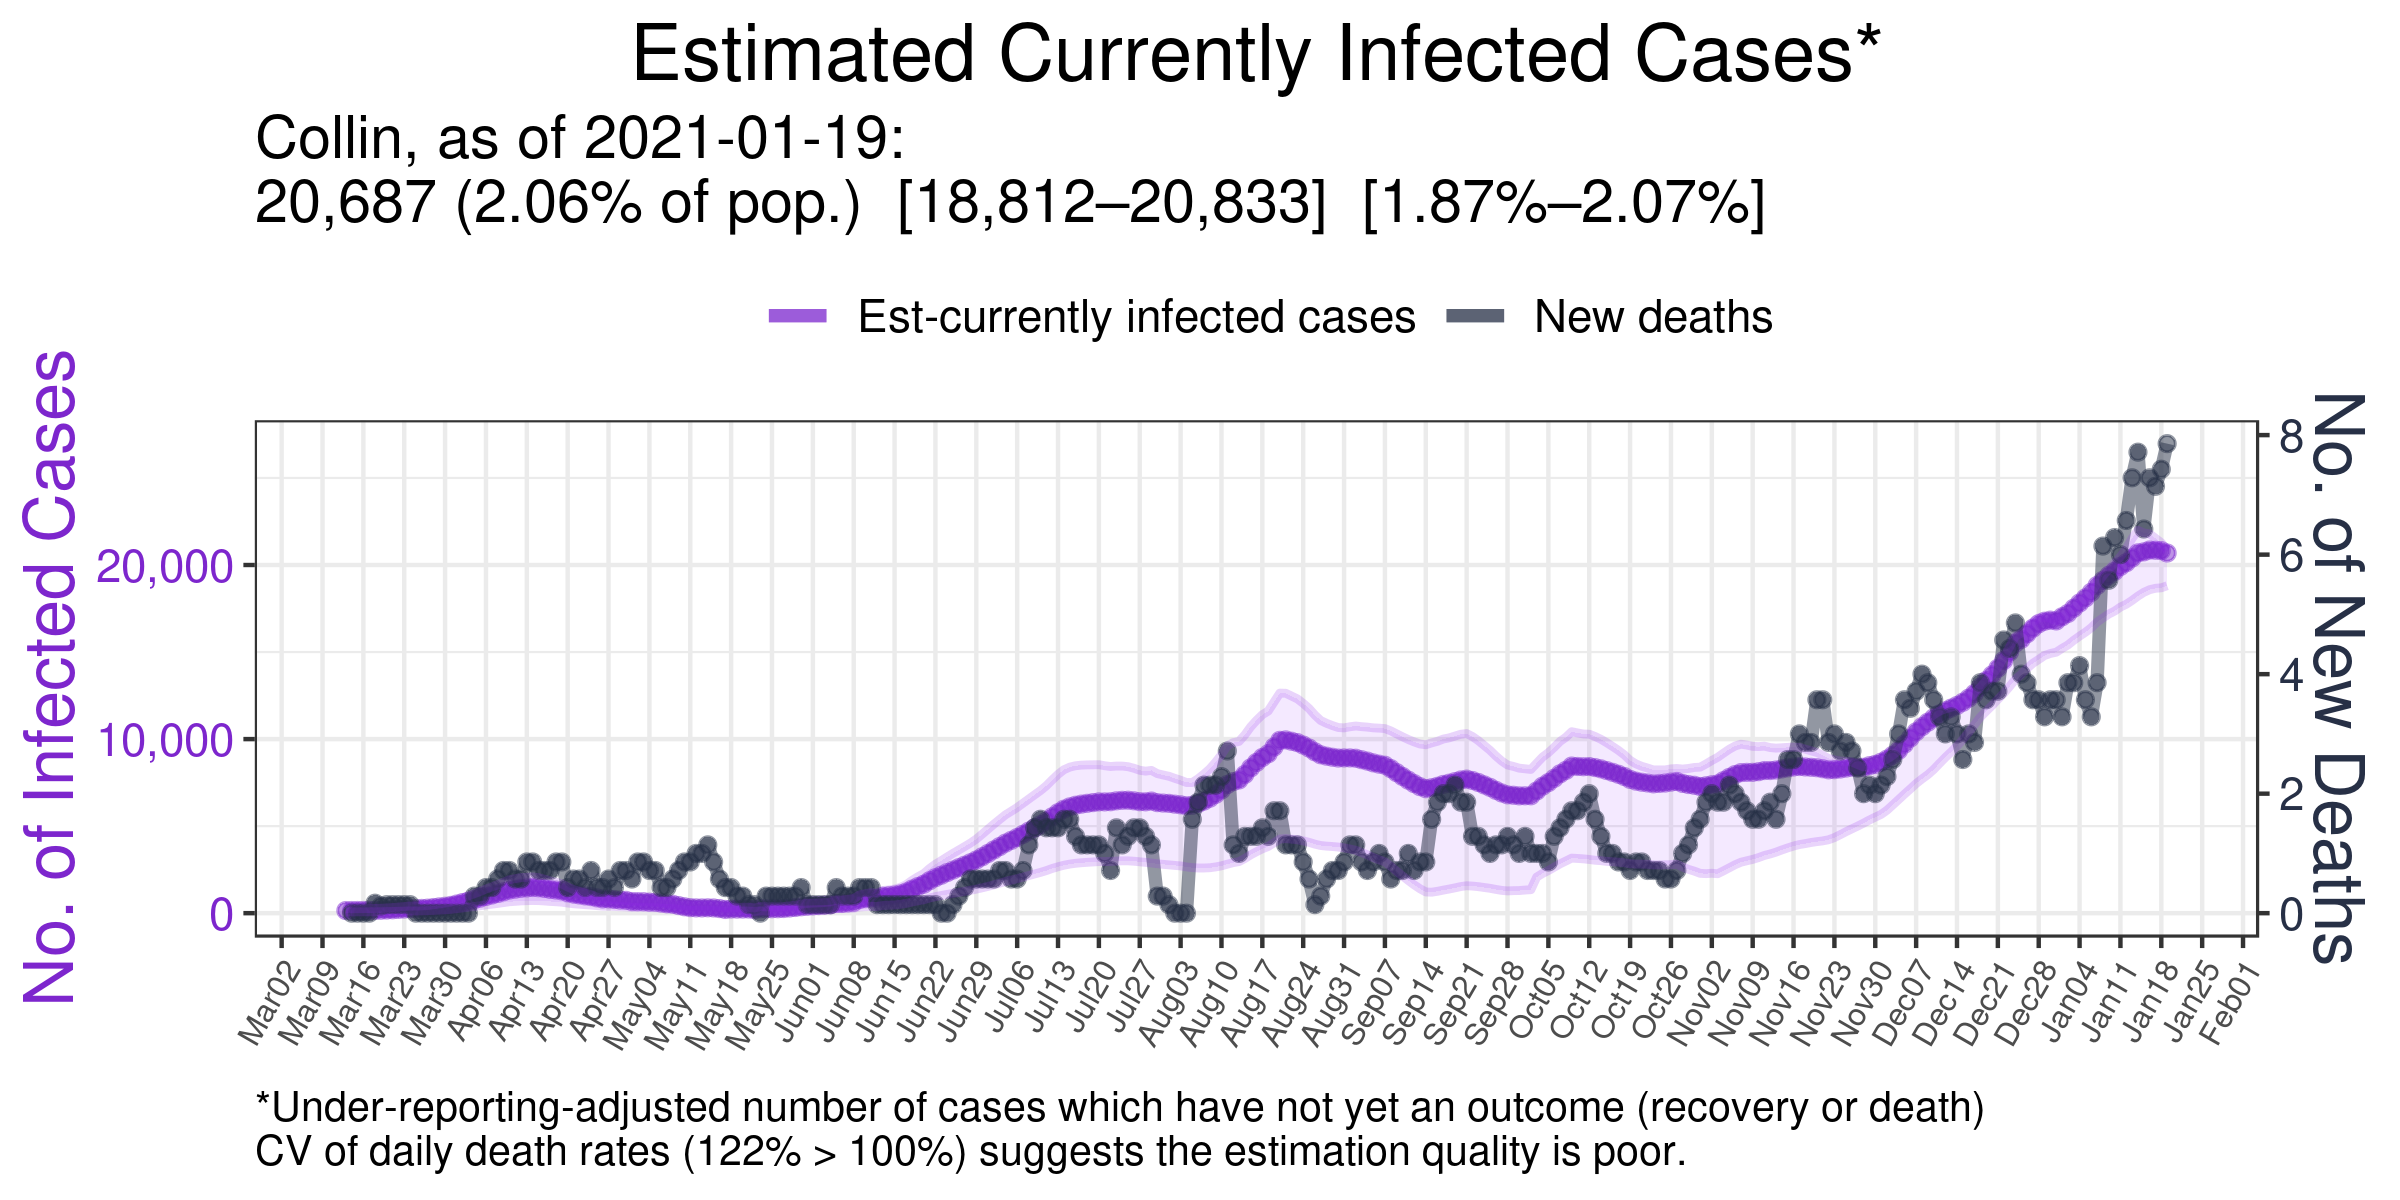 Estimated Currently Infected Cases*
Collin, as of 2021-01-19:
20,687 (2.06% of pop.)  [18,812–20,833]  [1.87%–2.07%]
Est-currently infected cases
New deaths
No. of Infected Cases
20,000
10,000
0
8
6
4
2
0
No. of New Deaths
Mar02
Mar09
Mar16
Mar23
Mar30
Apr06
Apr13
Apr20
Apr27
May04
May11
May18
May25
Jun01
Jun08
Jun15
Jun22
Jun29
Jul06
Jul13
Jul20
Jul27
Aug03
Aug10
Aug17
Aug24
Aug31
Sep07
Sep14
Sep21
Sep28
Oct05
Oct12
Oct19
Oct26
Nov02
Nov09
Nov16
Nov23
Nov30
Dec07
Dec14
Dec21
Dec28
Jan04
Jan11
Jan18
Jan25
Feb01
*Under-reporting-adjusted number of cases which have not yet an outcome (recovery or death)
CV of daily death rates (122% > 100%) suggests the estimation quality is poor.